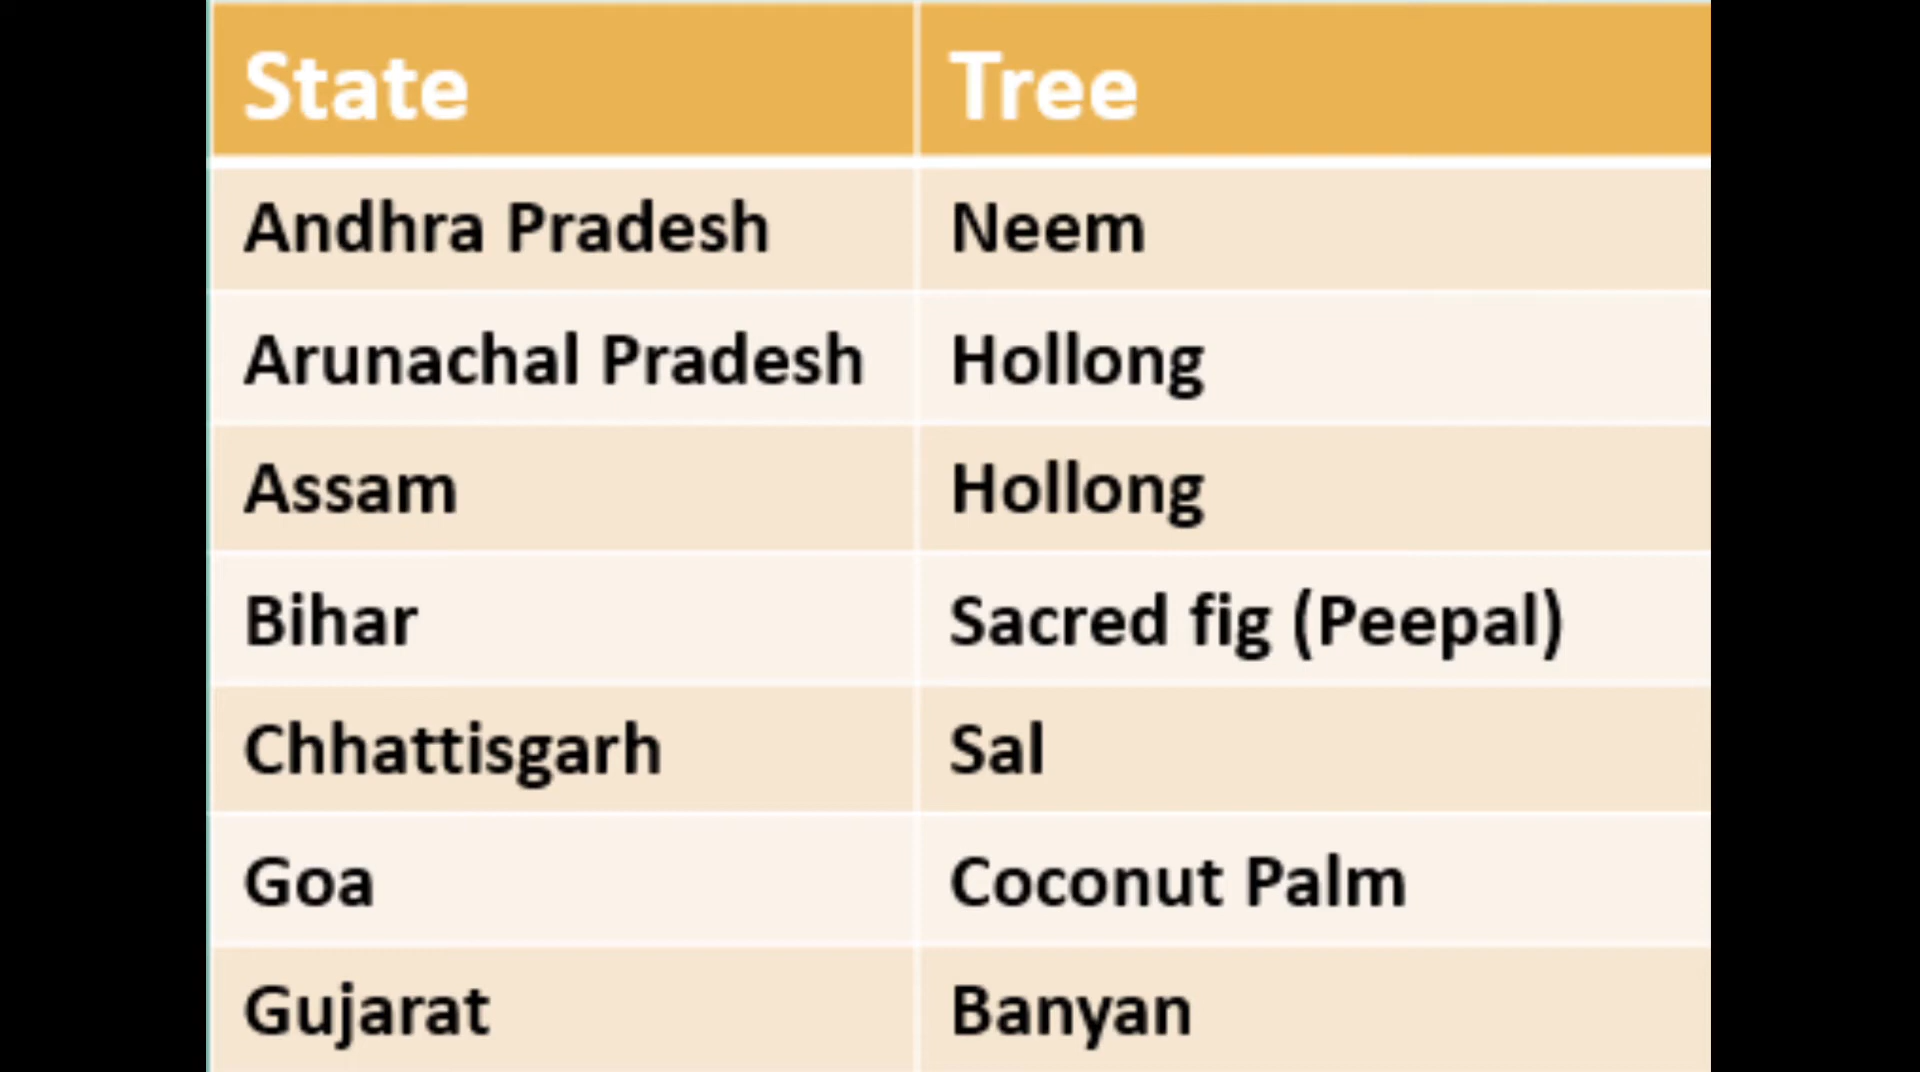 State Tree
Andhra Pradesh Neem
Arunachal Pradesh Hollong
Assam Hollong
Bihar Sacred fig (Peepal)
Chhattisgarh Sal
Goa Coconut Palm
Gujarat Banyan